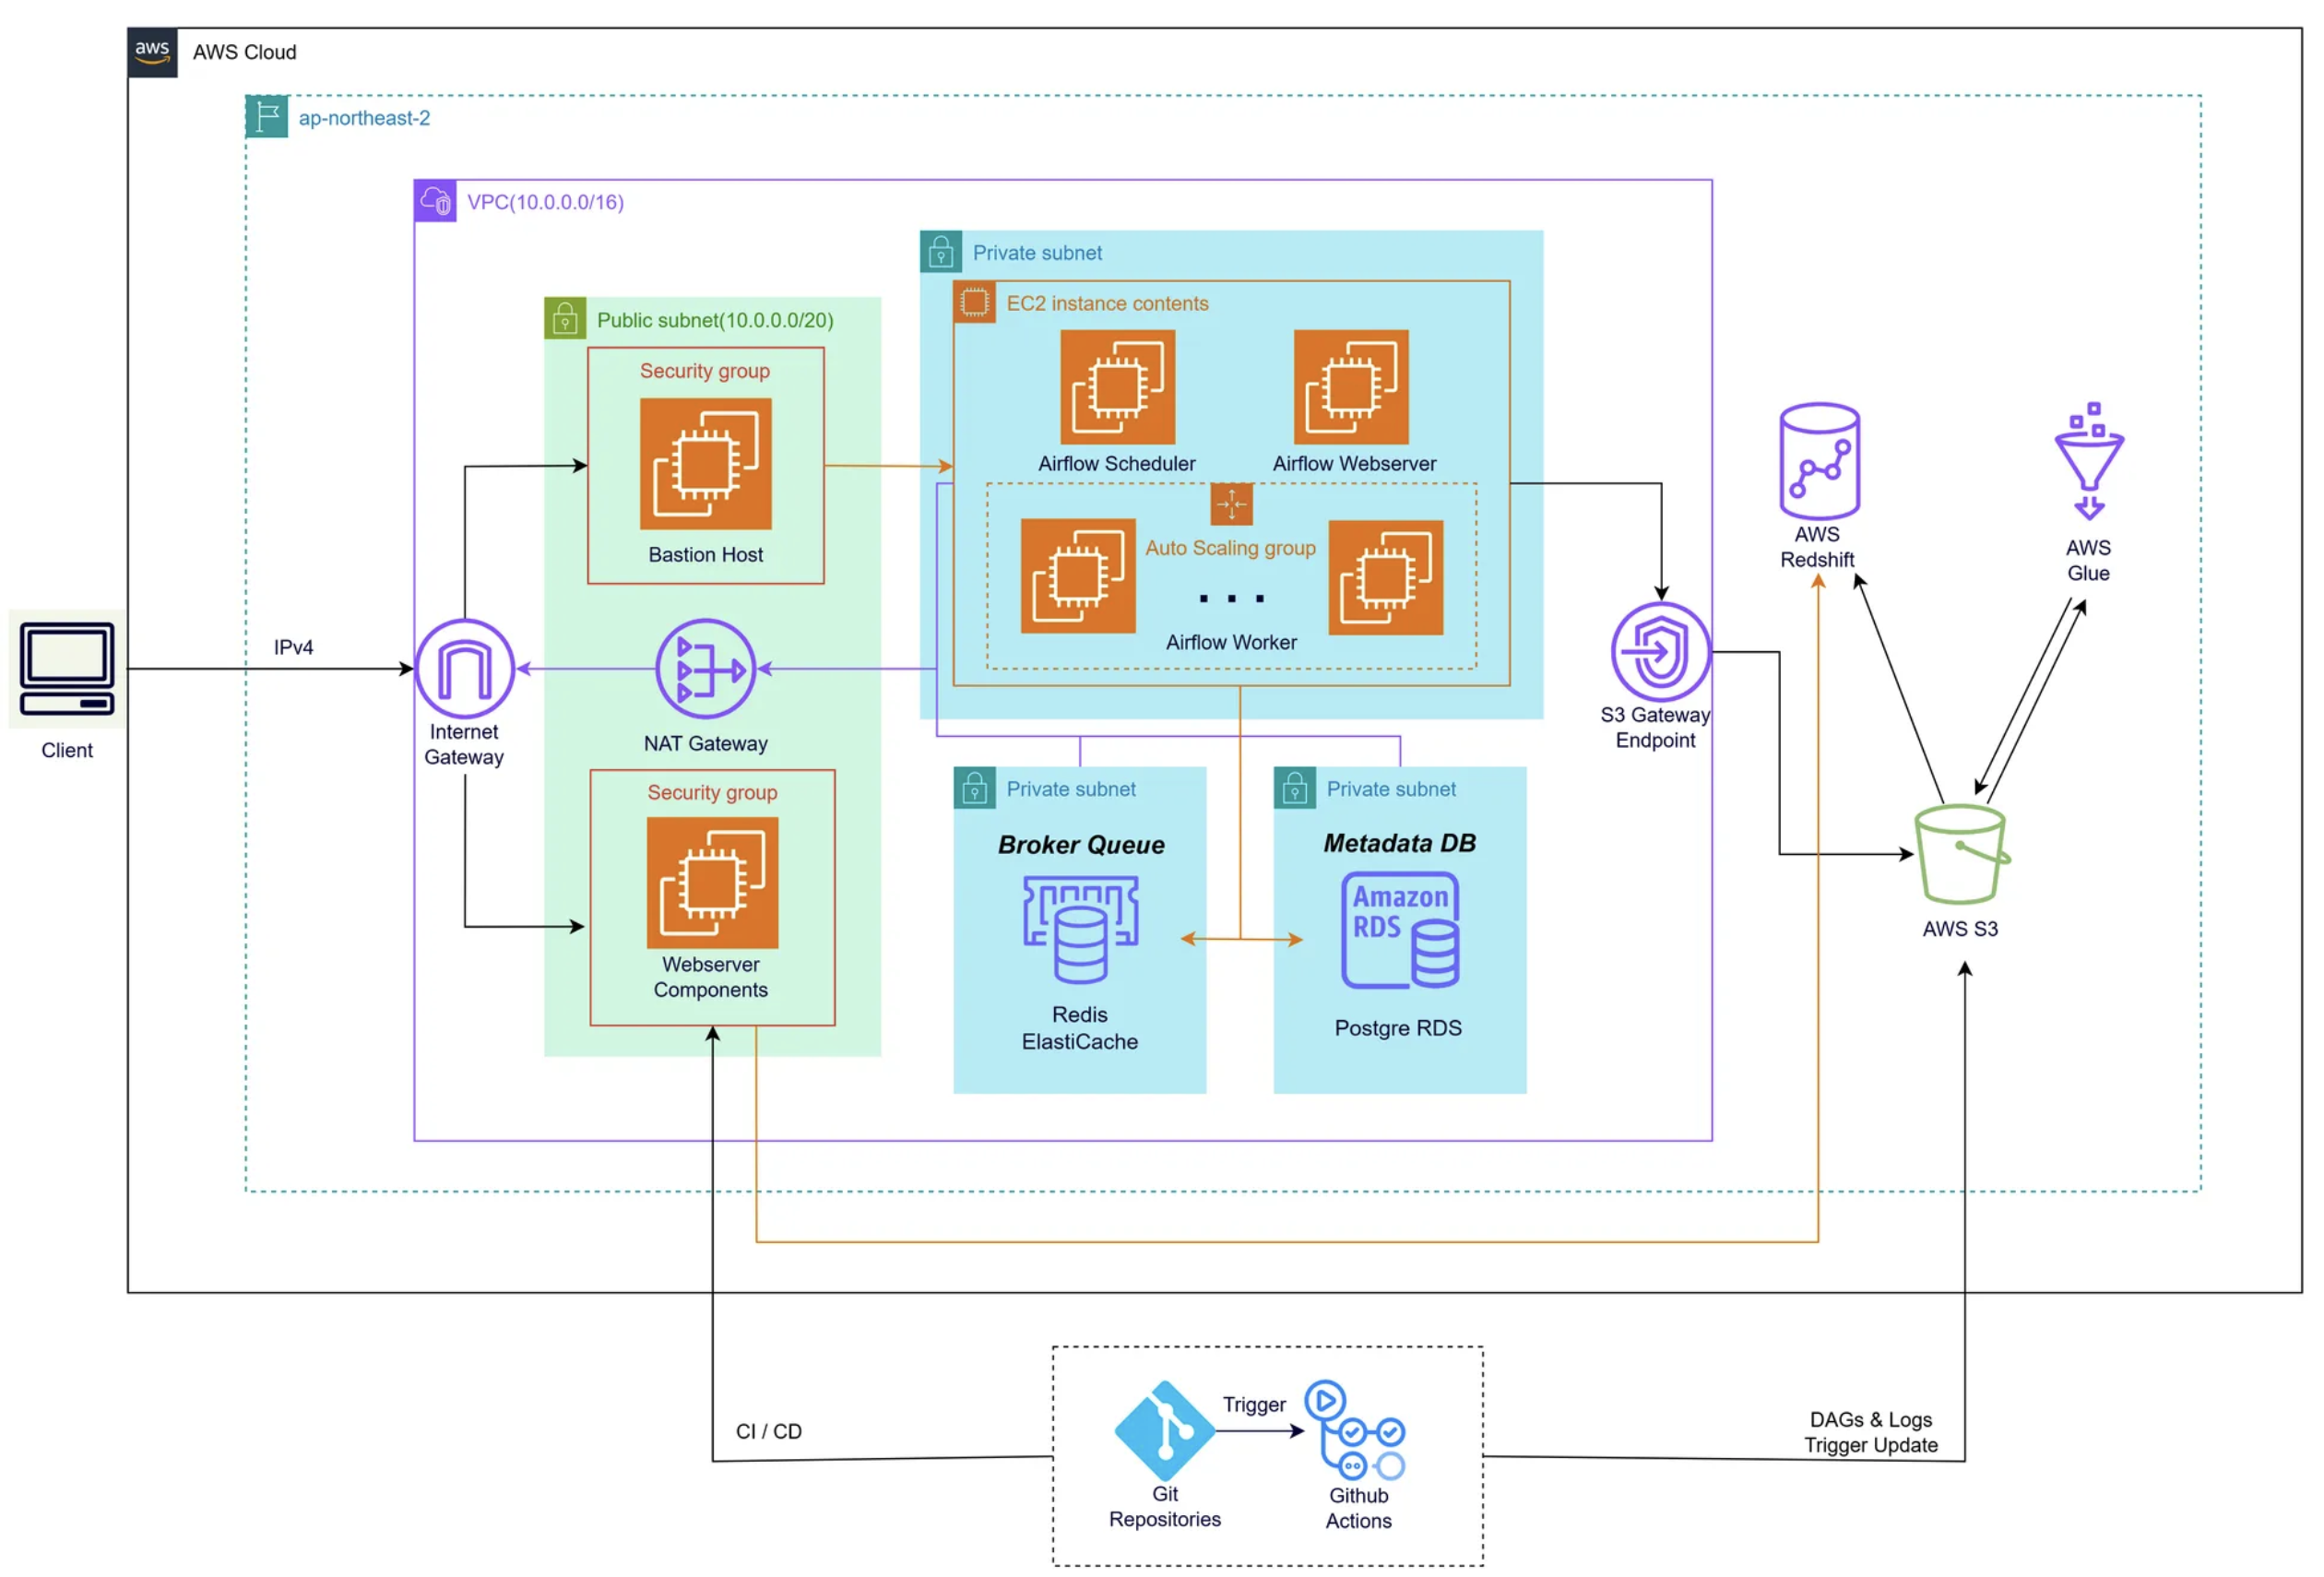 aws
AWS Cloud
ap-northeast-2
VPC(10.0.0.0/16)
Private subnet
EC2 instance contents
Public subnet(10.0.0.0/20)
Security group
Airflow Scheduler
Airflow Webserver
Bastion Host
Auto Scaling group
. . .
Airflow Worker
AWS
Redshift
AWS
Glue
IPv4
Client
Internet
Gateway
NAT Gateway
S3 Gateway
Endpoint
Security group
Webserver
Components
Private subnet
Broker Queue
Redis
ElastiCache
Private subnet
Metadata DB
Amazon
RDS
Postgre RDS
AWS S3
CI / CD
Trigger
Git
Repositories
Github
Actions
DAGs & Logs
Trigger Update